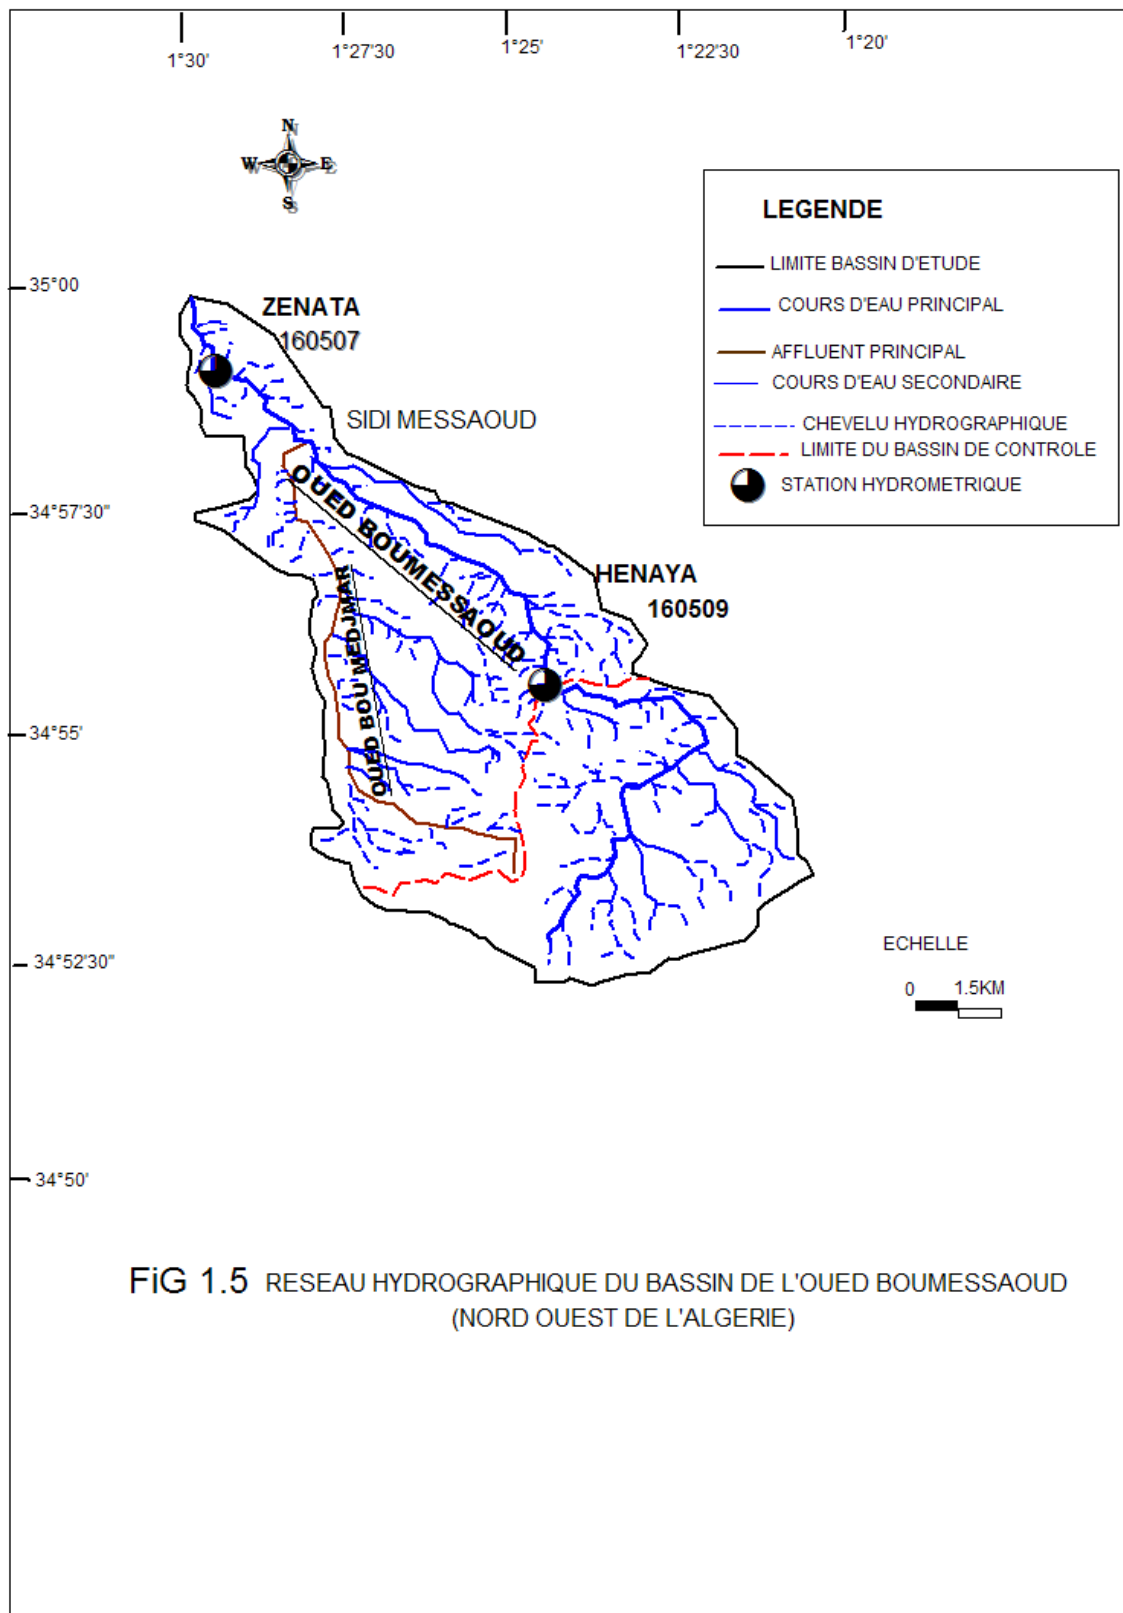 1°30'
1°27'30
1°25'
1°22'30
1°20'
N
W E
S
LEGENDE
LIMITE BASSIN D'ETUDE
COURS D'EAU PRINCIPAL
AFFLUENT PRINCIPAL
COURS D'EAU SECONDAIRE
CHEVELU HYDROGRAPHIQUE
LIMITE DU BASSIN DE CONTROLE
STATION HYDROMETRIQUE
35°00
ZENATA
160507
SIDI MESSAOUD
OUED BOUMESSAOUD
34°57'30"
HENAYA
160509
OUED BOU MEDJMAR
34°55'
34°52'30"
ECHELLE
0 1.5KM
34°50'
FiG 1.5 RESEAU HYDROGRAPHIQUE DU BASSIN DE L'OUED BOUMESSAOUD
(NORD OUEST DE L'ALGERIE)